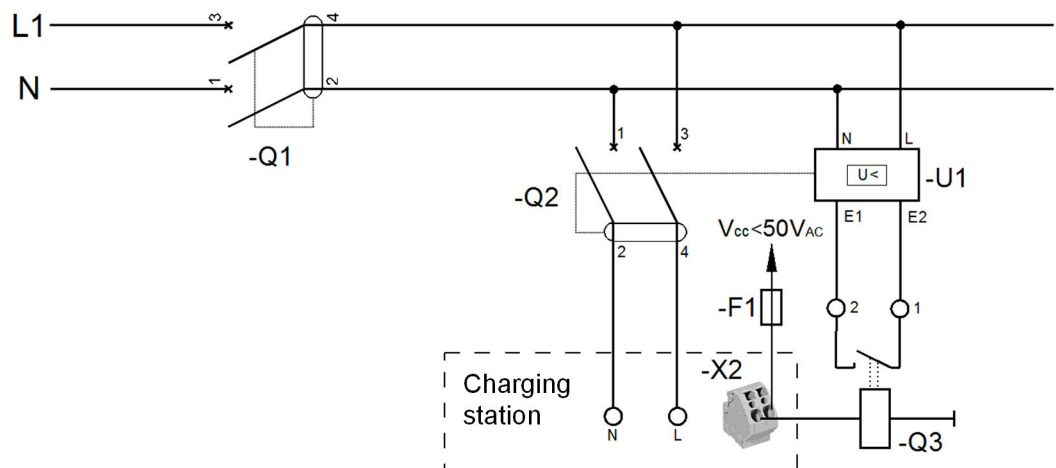 L1
3
4
N
1
2
-Q1
1
3
N
L
U<
-U1
-Q2
E1
E2
2
4
Vcc<50VAC
-F1
2
1
-X2
Charging
station
N
L
-Q3